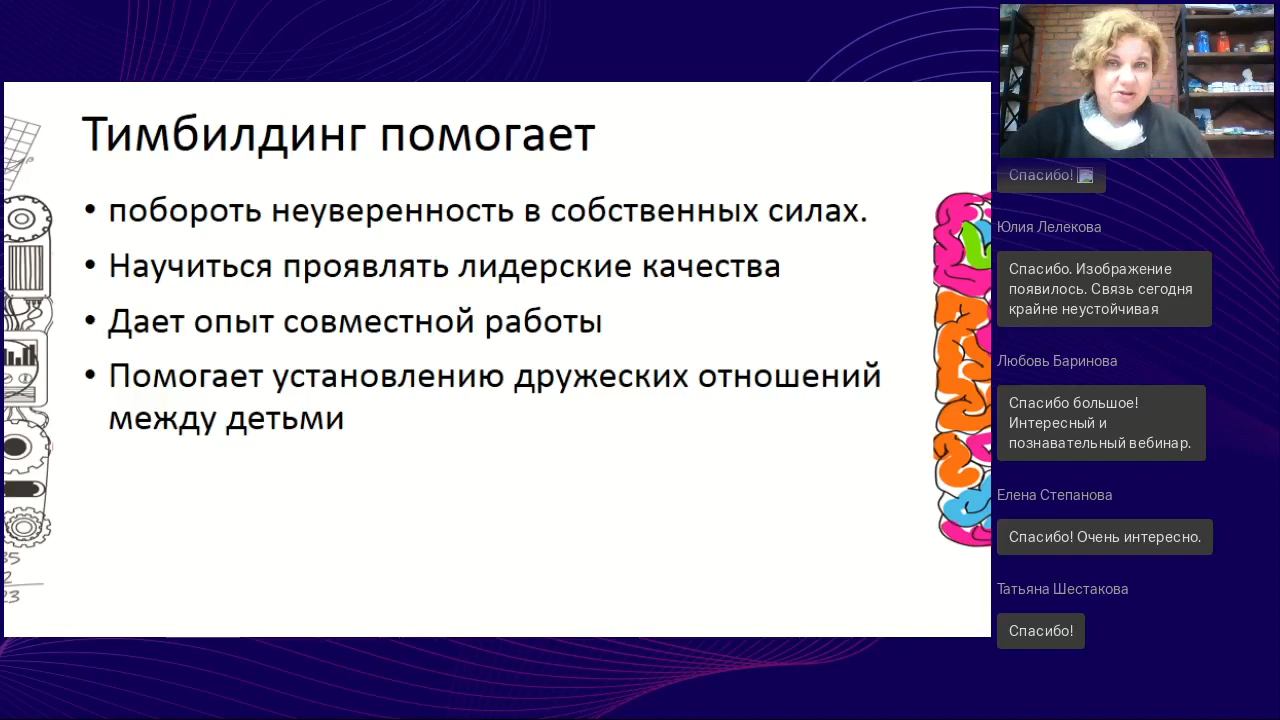 Тимбилдинг помогает
• побороть неуверенность в собственных силах.
• Научиться проявлять лидерские качества
• Дает опыт совместной работы
• Помогает установлению дружеских отношений
между детьми
Спасибо!
Юлия Лелекова
Спасибо. Изображение
появилось. Связь сегодня
крайне неустойчивая
Любовь Баринова
Спасибо большое!
Интересный и
познавательный вебинар.
Елена Степанова
Спасибо! Очень интересно.
Татьяна Шестакова
Спасибо!